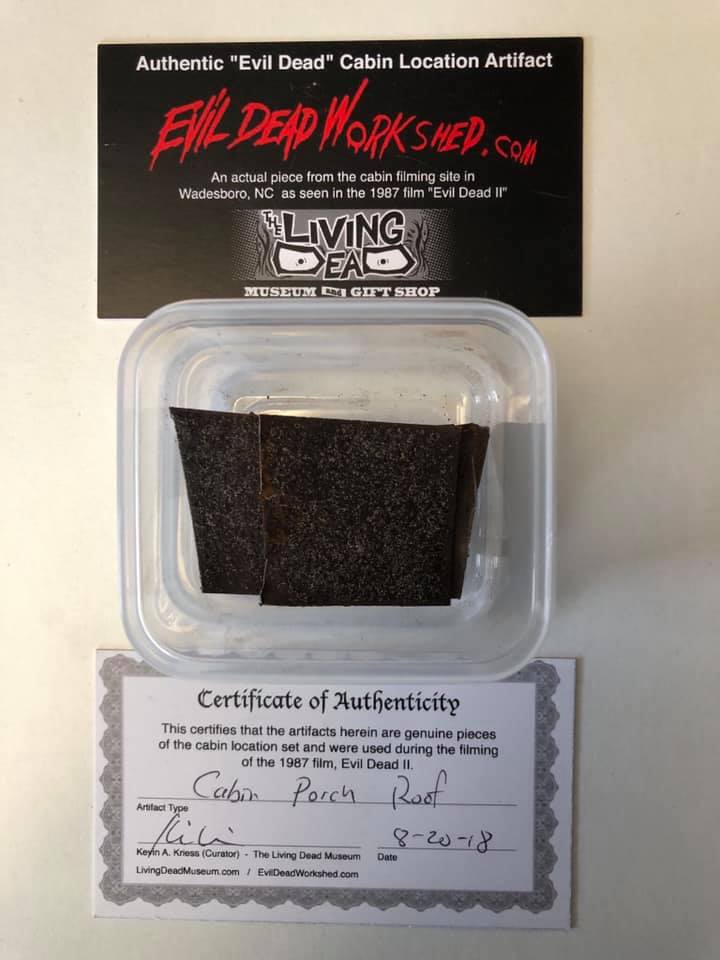 Authentic "Evil Dead" Cabin Location Artifact
EVIL DEAD WORKSHED.COM
An actual piece from the cabin filming site in
Wadesboro, NC as seen in the 1987 film "Evil Dead II"
THE LIVING
DEAD
MUSEUM AND GIFT SHOP
Certificate of Authenticity
This certifies that the artifacts herein are genuine pieces
of the cabin location set and were used during the filming
of the 1987 film, Evil Dead II.
Cabin Porch Roof
Artifact Type
8-20-18
Kevin A. Kriess (Curator) - The Living Dead Museum Date
LivingDeadMuseum.com / EvilDeadWorkshed.com